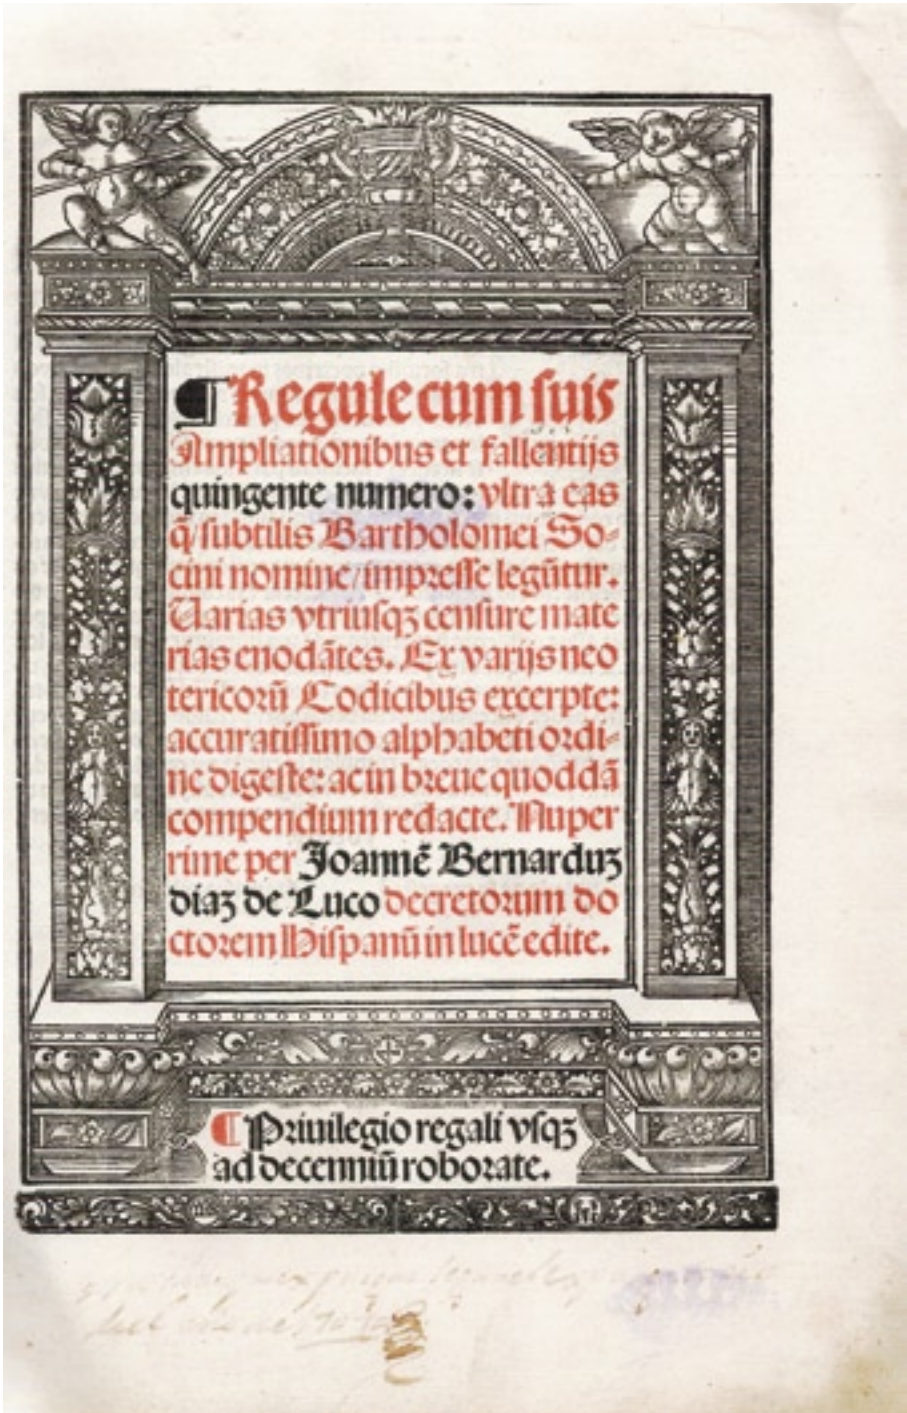 ¶ Regule cum suis
Ampliationibus et fallentijs
quingente numero: vltra eas
q̃ subtilis Bartholomei So-
cini nomine/impresse legũtur.
Uarias vtriusqꝫ censure mate
rias enodãtes. Ex varijs neo
tericorũ Codicibus excerpte:
accuratissimo alphabeti ordi-
ne digeste: ac in breue quoddã
compendium redacte. Nuper
rime per Joannẽ Bernarduꝫ
diaz de Luco decretorum do
ctorem Hispanũ in lucẽ edite.
¶ Priuilegio regali vsqꝫ
ad decenniũ roborate.